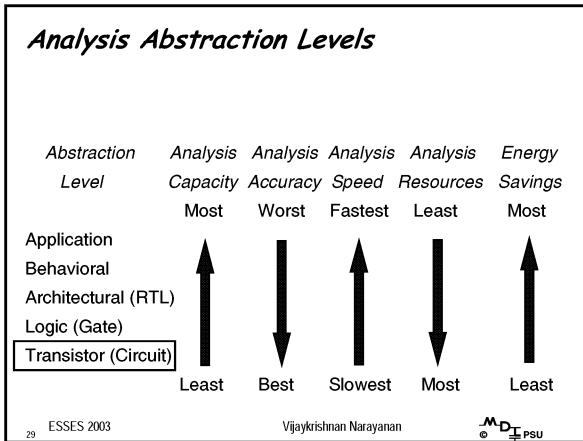 Analysis Abstraction Levels
Abstraction Analysis Analysis Analysis Analysis Energy
Level Capacity Accuracy Speed Resources Savings
Most Worst Fastest Least Most
Application
Behavioral
Architectural (RTL)
Logic (Gate)
Transistor (Circuit)
Least Best Slowest Most Least
29 ESSES 2003 Vijaykrishnan Narayanan © MDT PSU